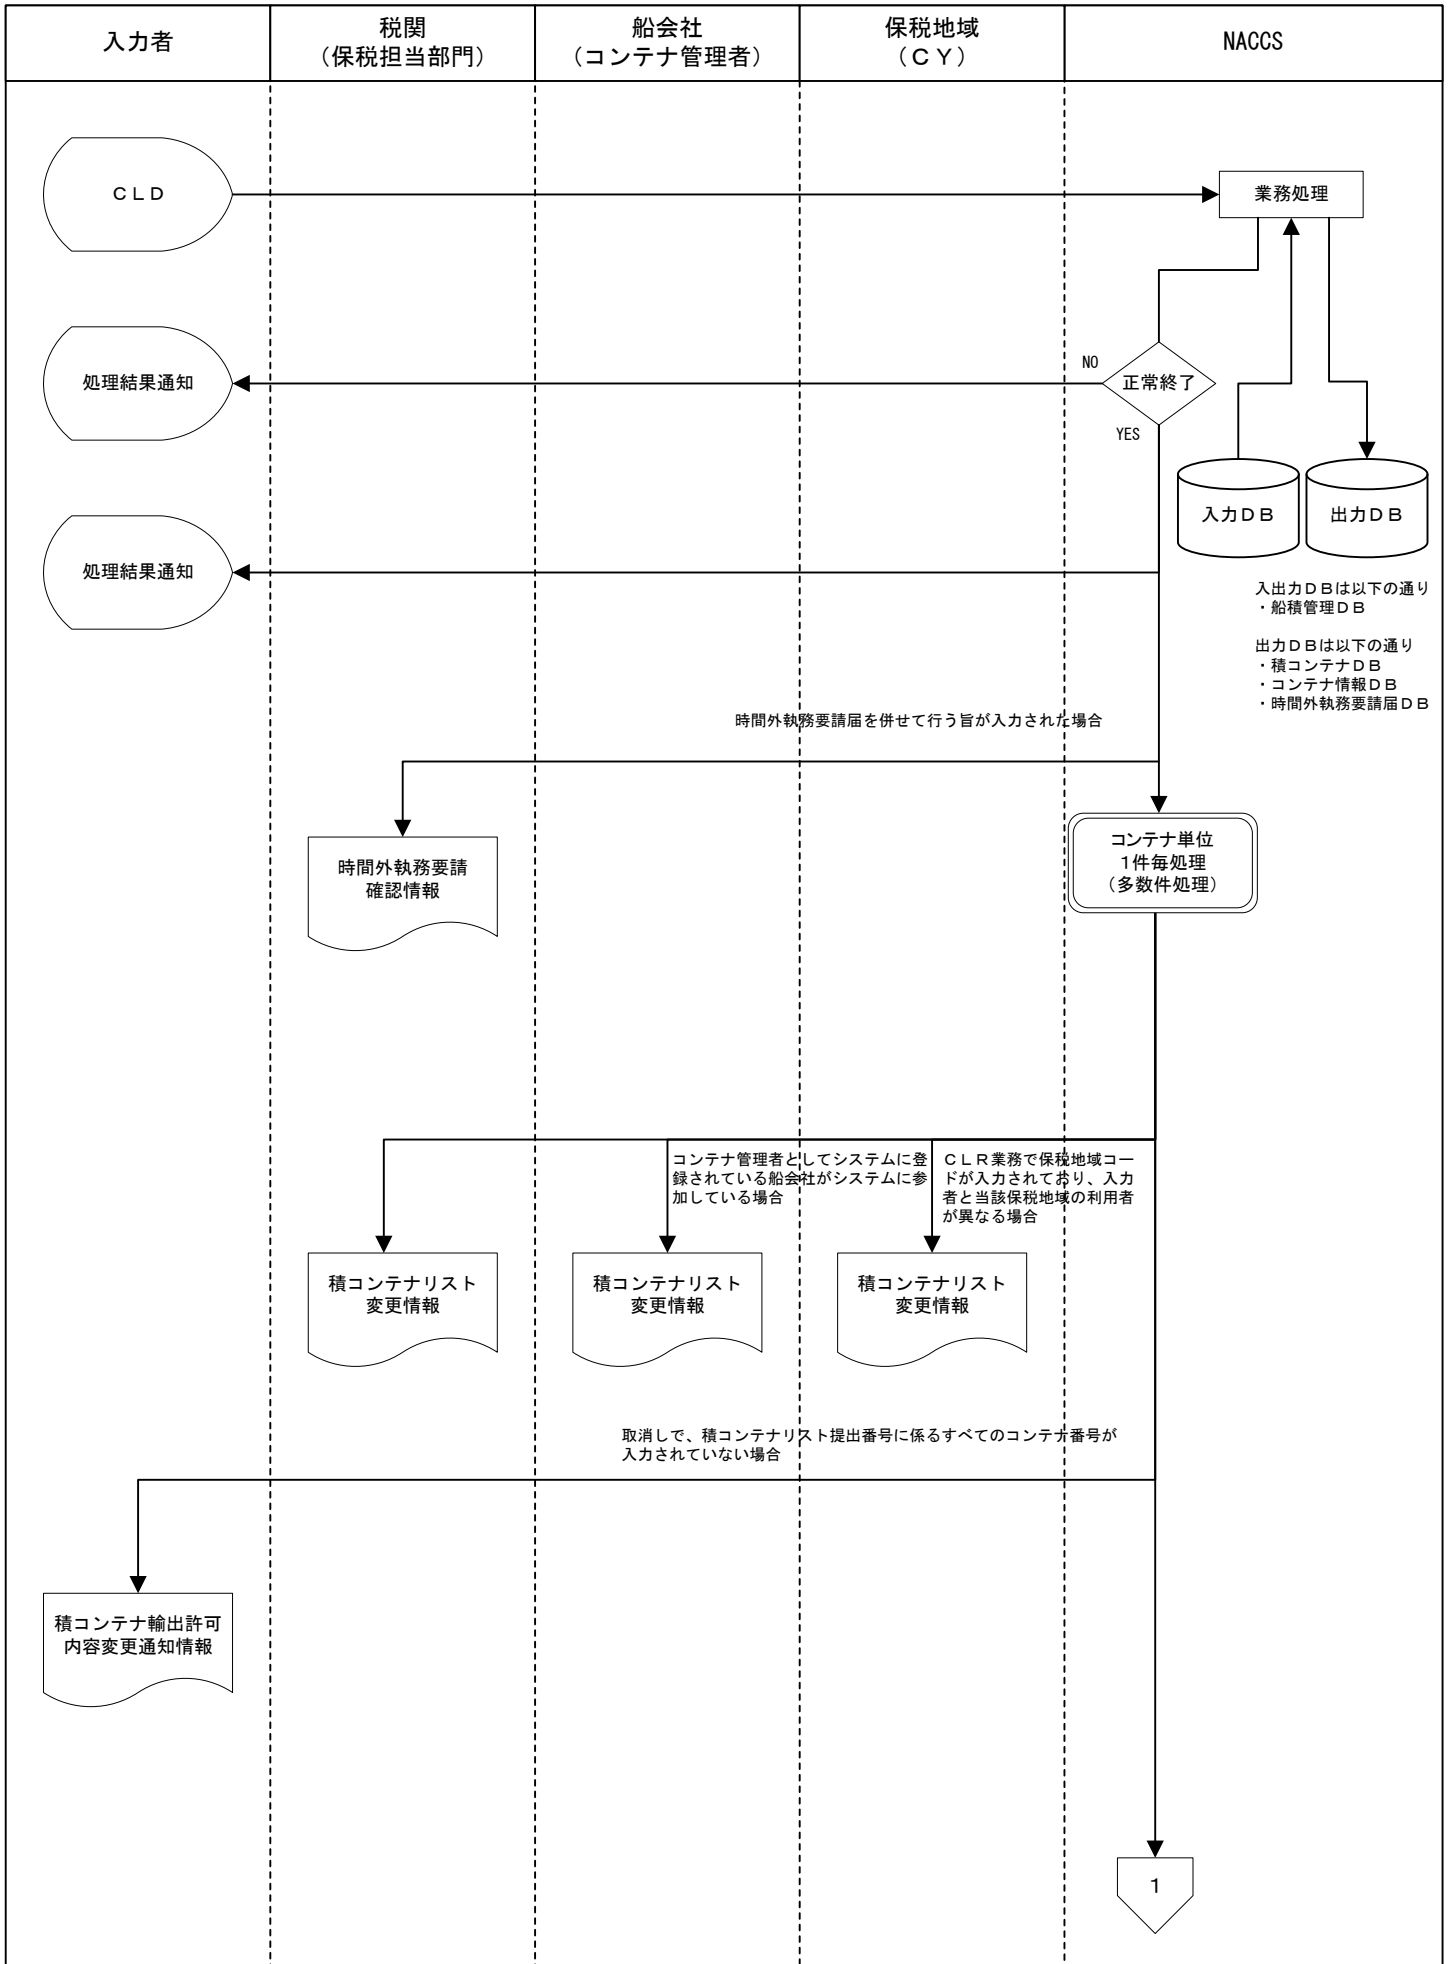 入力者
税関
（保税担当部門）
船会社
（コンテナ管理者）
保税地域
（ＣＹ）
NACCS
ＣＬＤ
業務処理
処理結果通知
NO
正常終了
YES
入力ＤＢ
出力ＤＢ
処理結果通知
入出力ＤＢは以下の通り
・船積管理ＤＢ
出力ＤＢは以下の通り
・積コンテナＤＢ
・コンテナ情報ＤＢ
・時間外執務要請届ＤＢ
時間外執務要請届を併せて行う旨が入力された場合
時間外執務要請
確認情報
コンテナ単位
１件毎処理
（多数件処理）
コンテナ管理者としてシステムに登
録されている船会社がシステムに参
加している場合
ＣＬＲ業務で保税地域コー
ドが入力されており、入力
者と当該保税地域の利用者
が異なる場合
積コンテナリスト
変更情報
積コンテナリスト
変更情報
積コンテナリスト
変更情報
取消しで、積コンテナリスト提出番号に係るすべてのコンテナ番号が
入力されていない場合
積コンテナ輸出許可
内容変更通知情報
１